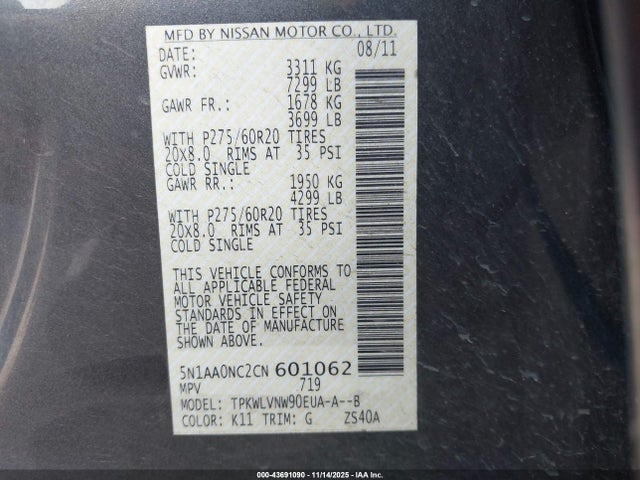 MFD BY NISSAN MOTOR CO., LTD.
DATE: 08/11
GVWR: 3311 KG
7299 LB
GAWR FR.: 1678 KG
3699 LB
WITH P275/60R20 TIRES
20x8.0 RIMS AT 35 PSI
COLD SINGLE
GAWR RR.: 1950 KG
4299 LB
WITH P275/60R20 TIRES
20x8.0 RIMS AT 35 PSI
COLD SINGLE
THIS VEHICLE CONFORMS TO
ALL APPLICABLE FEDERAL
MOTOR VEHICLE SAFETY
STANDARDS IN EFFECT ON
THE DATE OF MANUFACTURE
SHOWN ABOVE.
5N1AA0NC2CN601062
MPV 719
MODEL: TPKWLVNW90EUA-A--B
COLOR: K11 TRIM: G ZS40A
000-43691090 - 11/14/2025 - IAA Inc.